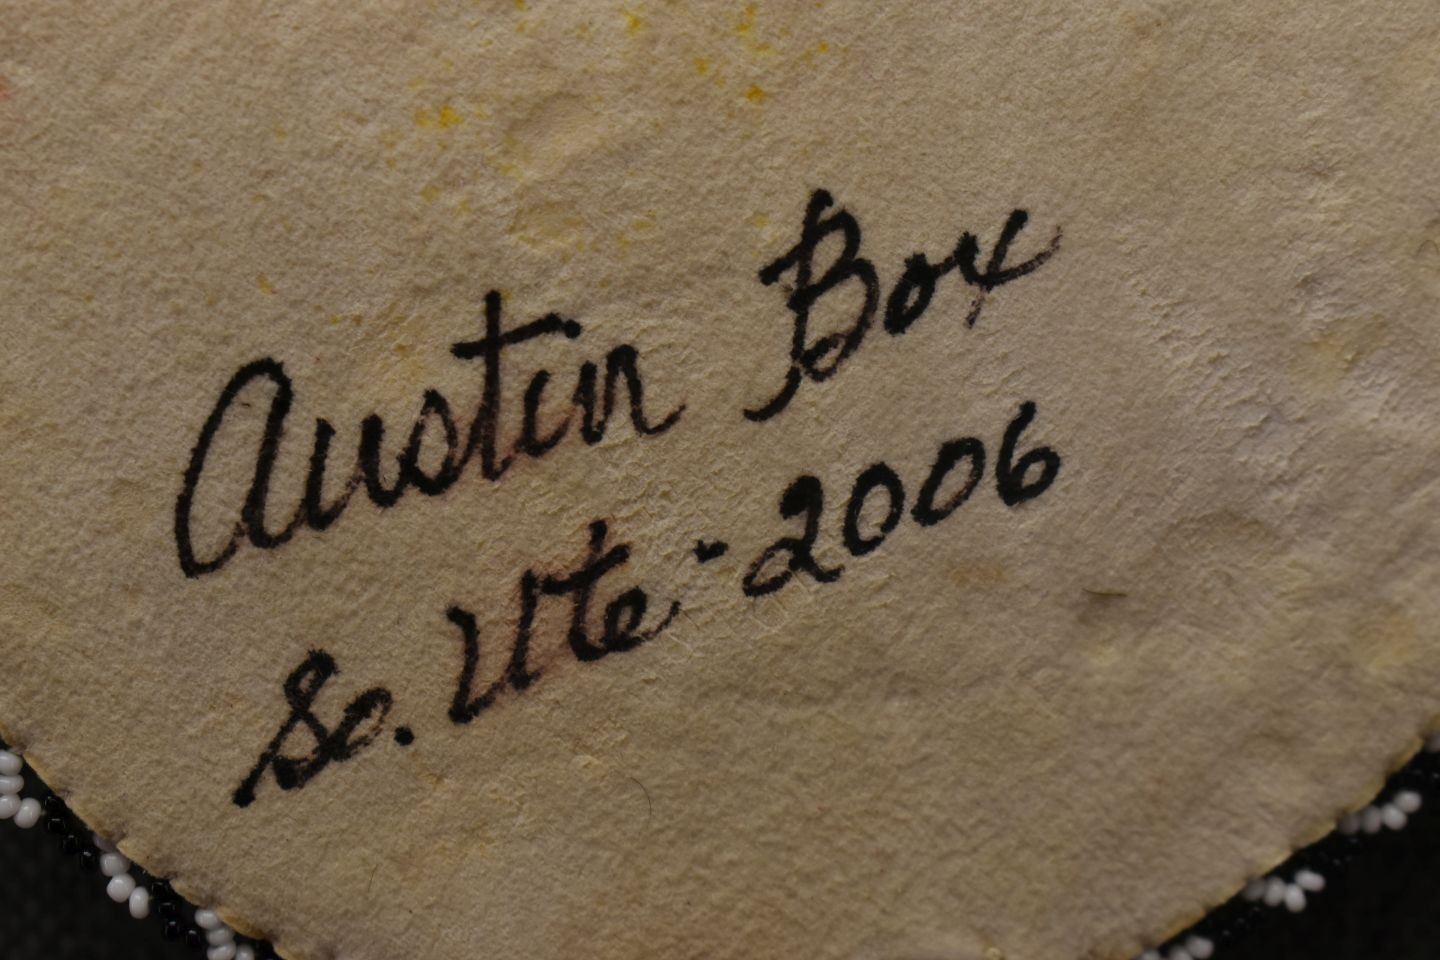 Austin Box
So. Ute - 2006